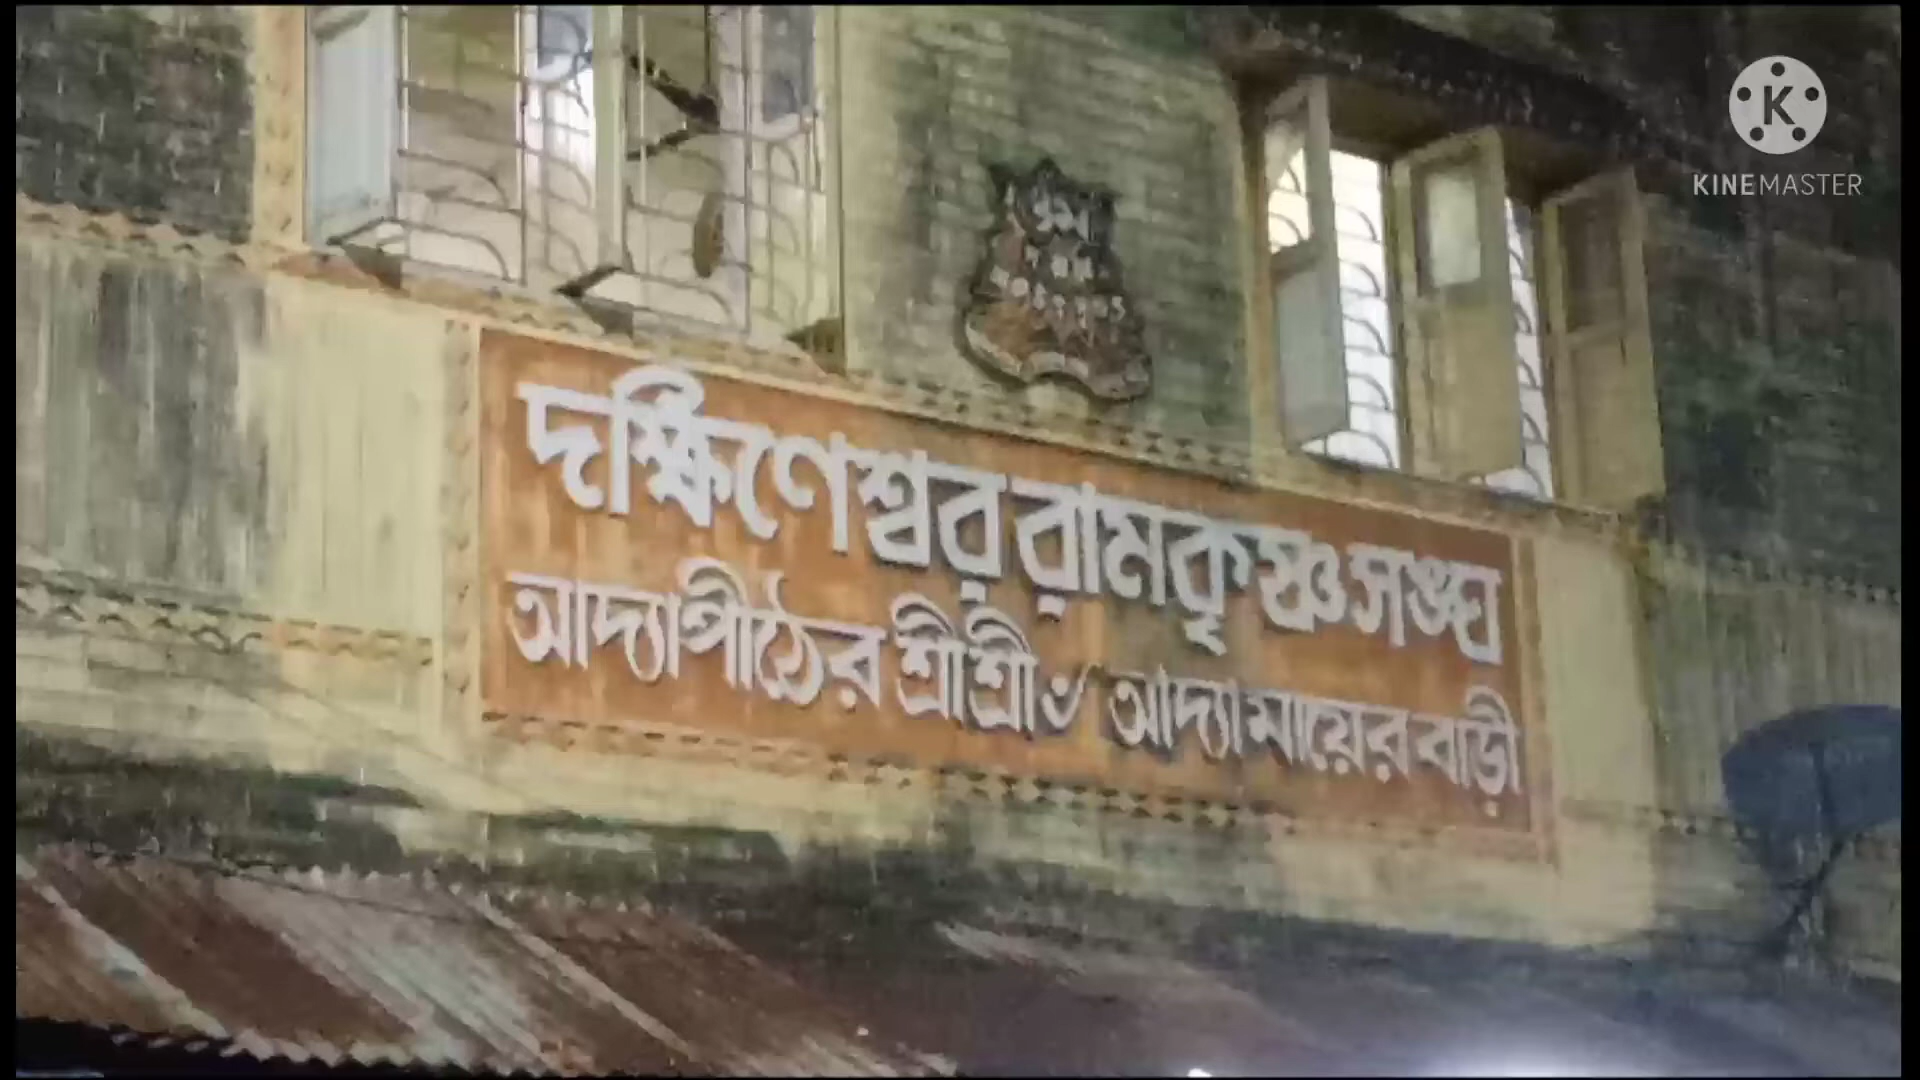 দক্ষিণেশ্বর রামকৃষ্ণ সঙ্ঘ
আদ্যাপীঠের শ্রীশ্রী ৺ আদ্যা মায়ের বাড়ী
KINEMASTER